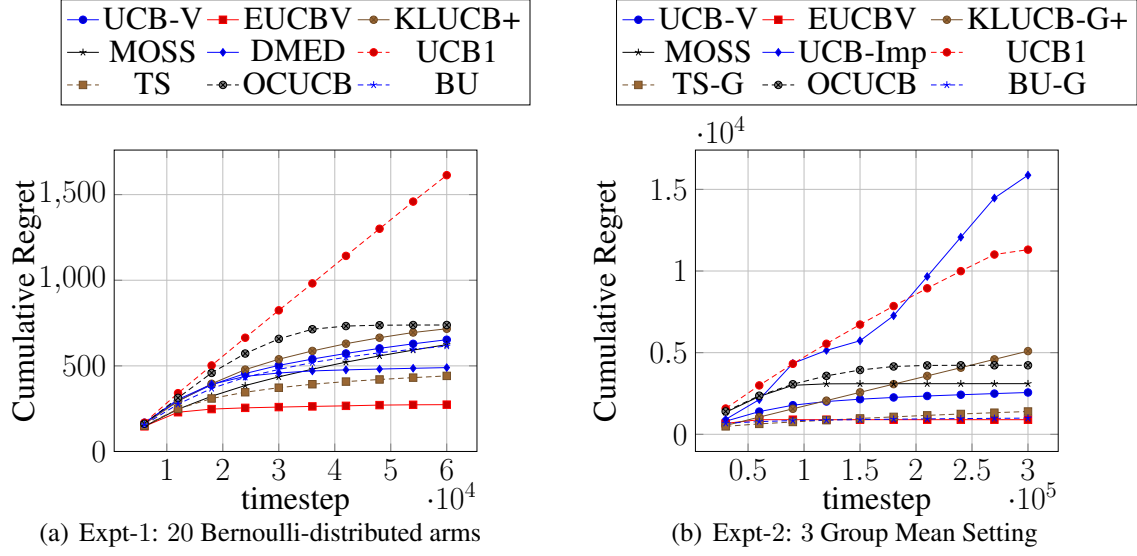 UCB-V EUCBV KLUCB+
MOSS DMED UCB1
TS OCUCB BU
Cumulative Regret
1,500
1,000
500
0
1 2 3 4 5 6
timestep
·10^4
(a) Expt-1: 20 Bernoulli-distributed arms
UCB-V EUCBV KLUCB-G+
MOSS UCB-Imp UCB1
TS-G OCUCB BU-G
·10^4
Cumulative Regret
1.5
1
0.5
0
0.5 1 1.5 2 2.5 3
timestep
·10^5
(b) Expt-2: 3 Group Mean Setting